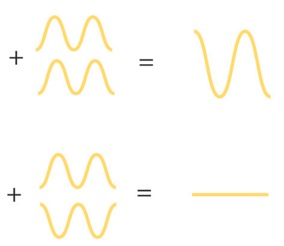 + =
+ =